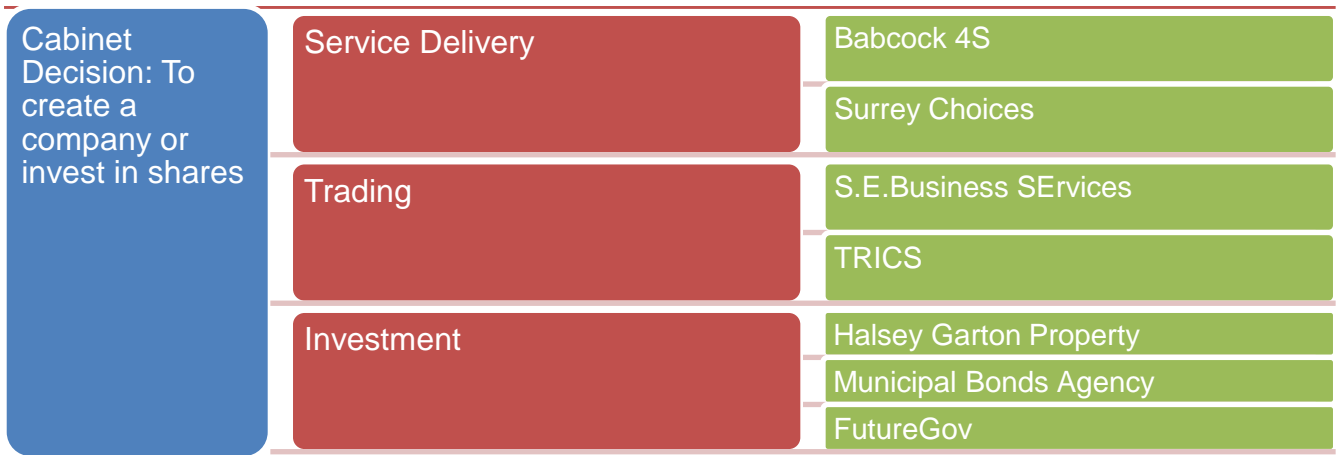 Cabinet
Decision: To
create a
company or
invest in shares
Service Delivery
Babcock 4S
Surrey Choices
Trading
S.E.Business SErvices
TRICS
Investment
Halsey Garton Property
Municipal Bonds Agency
FutureGov